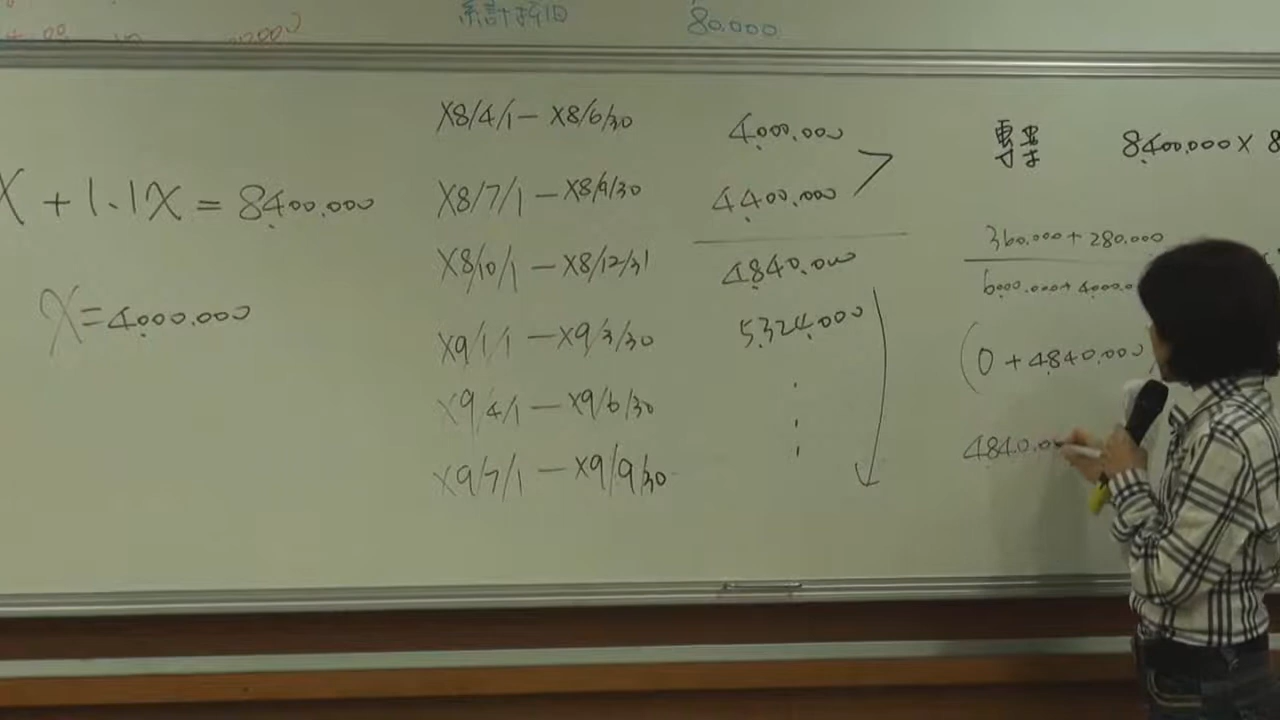 累計折旧 80.000
X8/4/1 — X8/6/30 4.000.000
專案 8.400.000 X 8
X + 1.1X = 8.400.000
X8/7/1 — X8/9/30 4.400.000
360.000 + 280.000
X8/10/1 — X8/12/31 4.840.000
6.000.000 + 4.000.0
X = 4.000.000
X9/1/1 — X9/3/30 5.324.000
(0 + 4.840.000)
X9/4/1 — X9/6/30
X9/7/1 — X9/9/30
4.840.00